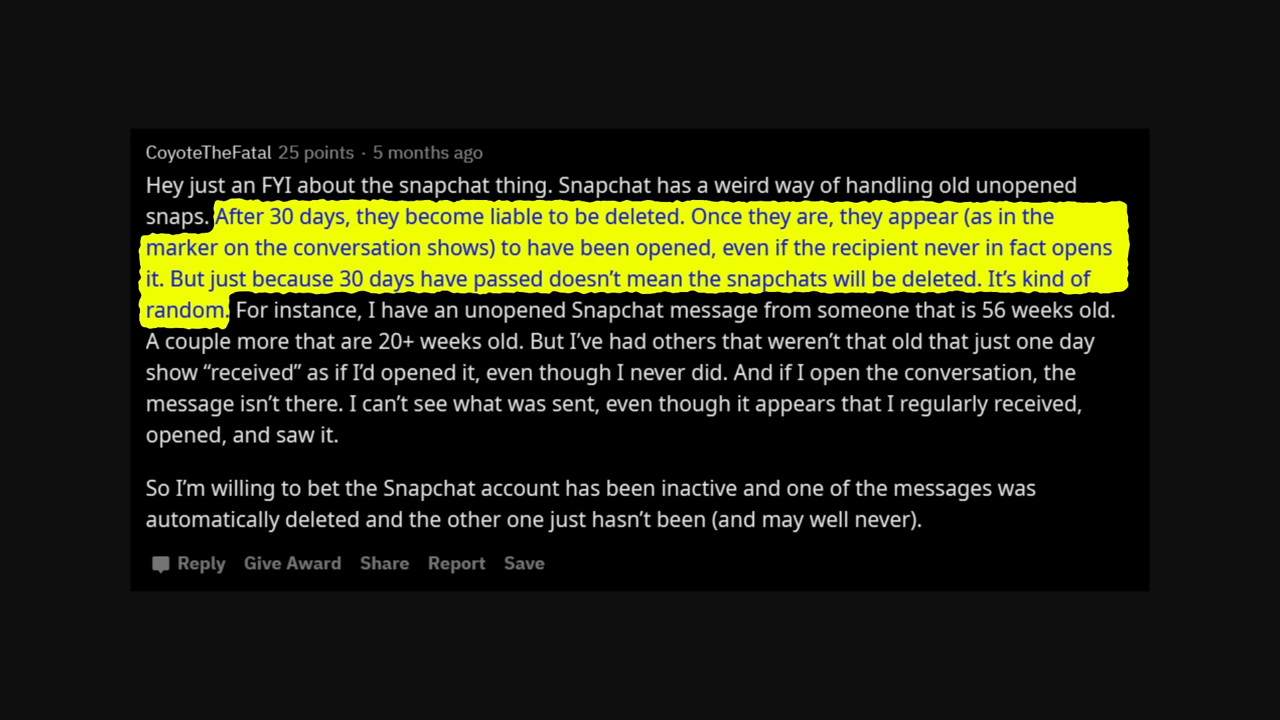 CoyoteTheFatal 25 points · 5 months ago
Hey just an FYI about the snapchat thing. Snapchat has a weird way of handling old unopened
snaps. After 30 days, they become liable to be deleted. Once they are, they appear (as in the
marker on the conversation shows) to have been opened, even if the recipient never in fact opens
it. But just because 30 days have passed doesn’t mean the snapchats will be deleted. It’s kind of
random. For instance, I have an unopened Snapchat message from someone that is 56 weeks old.
A couple more that are 20+ weeks old. But I’ve had others that weren’t that old that just one day
show “received” as if I’d opened it, even though I never did. And if I open the conversation, the
message isn’t there. I can’t see what was sent, even though it appears that I regularly received,
opened, and saw it.
So I’m willing to bet the Snapchat account has been inactive and one of the messages was
automatically deleted and the other one just hasn’t been (and may well never).
Reply Give Award Share Report Save